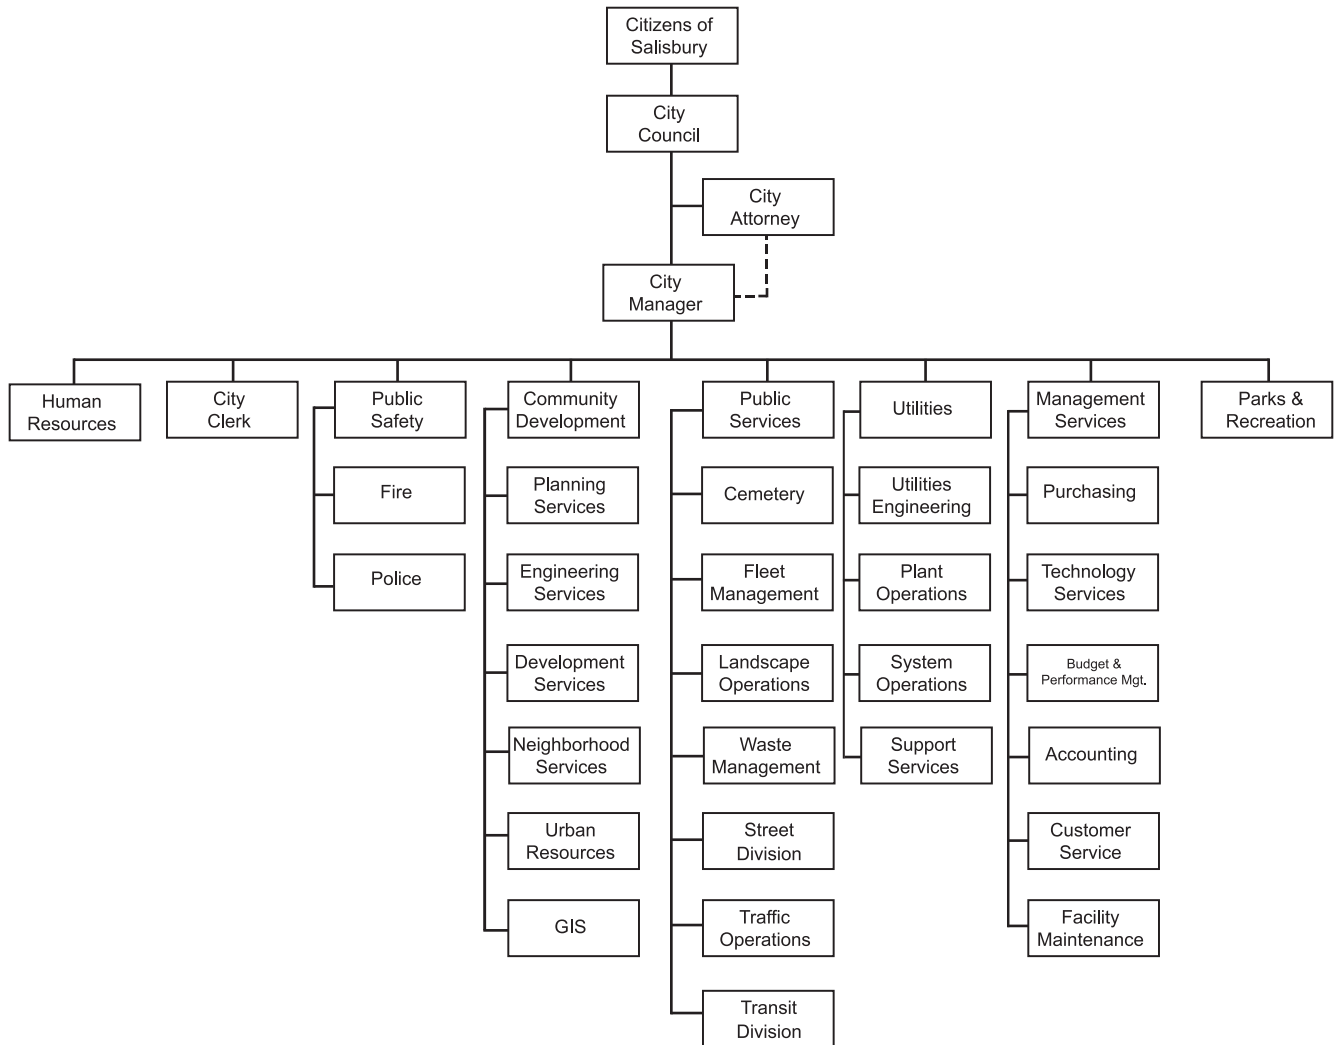 Citizens of
Salisbury
City
Council
City
Attorney
City
Manager
Human
Resources
City
Clerk
Public
Safety
Fire
Police
Community
Development
Planning
Services
Engineering
Services
Development
Services
Neighborhood
Services
Urban
Resources
GIS
Public
Services
Cemetery
Fleet
Management
Landscape
Operations
Waste
Management
Street
Division
Traffic
Operations
Transit
Division
Utilities
Utilities
Engineering
Plant
Operations
System
Operations
Support
Services
Management
Services
Purchasing
Technology
Services
Budget &
Performance Mgt.
Accounting
Customer
Service
Facility
Maintenance
Parks &
Recreation